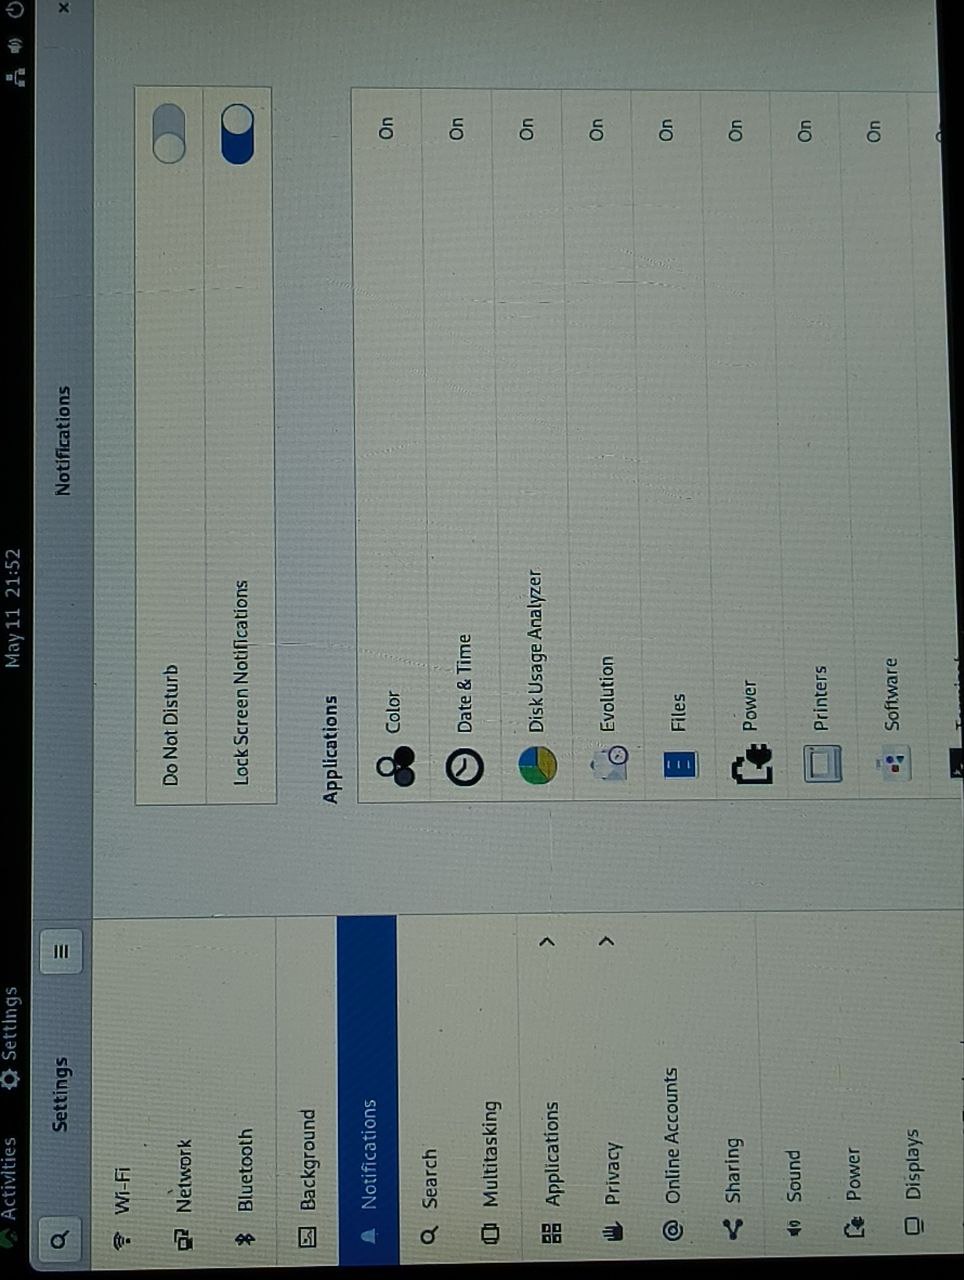 Activities Settings May 11 21:52
Settings
Notifications
Wi-Fi
Network
Bluetooth
Background
Notifications
Search
Multitasking
Applications
Privacy
Online Accounts
Sharing
Sound
Power
Displays
Do Not Disturb
Lock Screen Notifications
Applications
Color On
Date & Time On
Disk Usage Analyzer On
Evolution On
Files On
Power On
Printers On
Software On